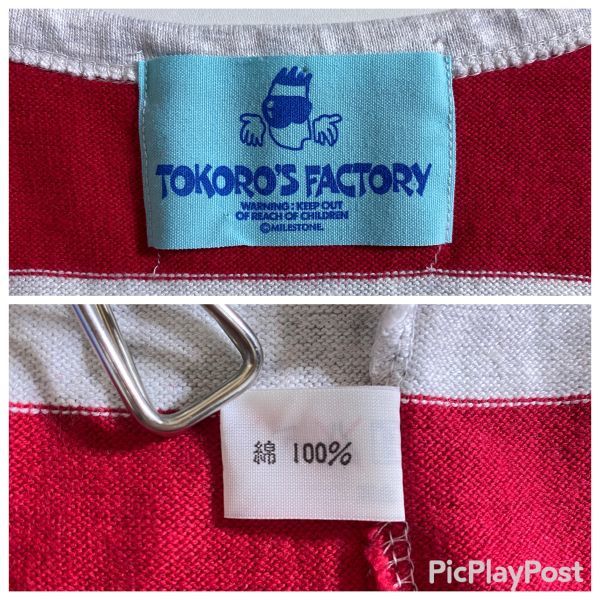 TOKORO'S FACTORY
WARNING : KEEP OUT
OF REACH OF CHILDREN
©MILESTONE.
綿 100%
PicPlayPost